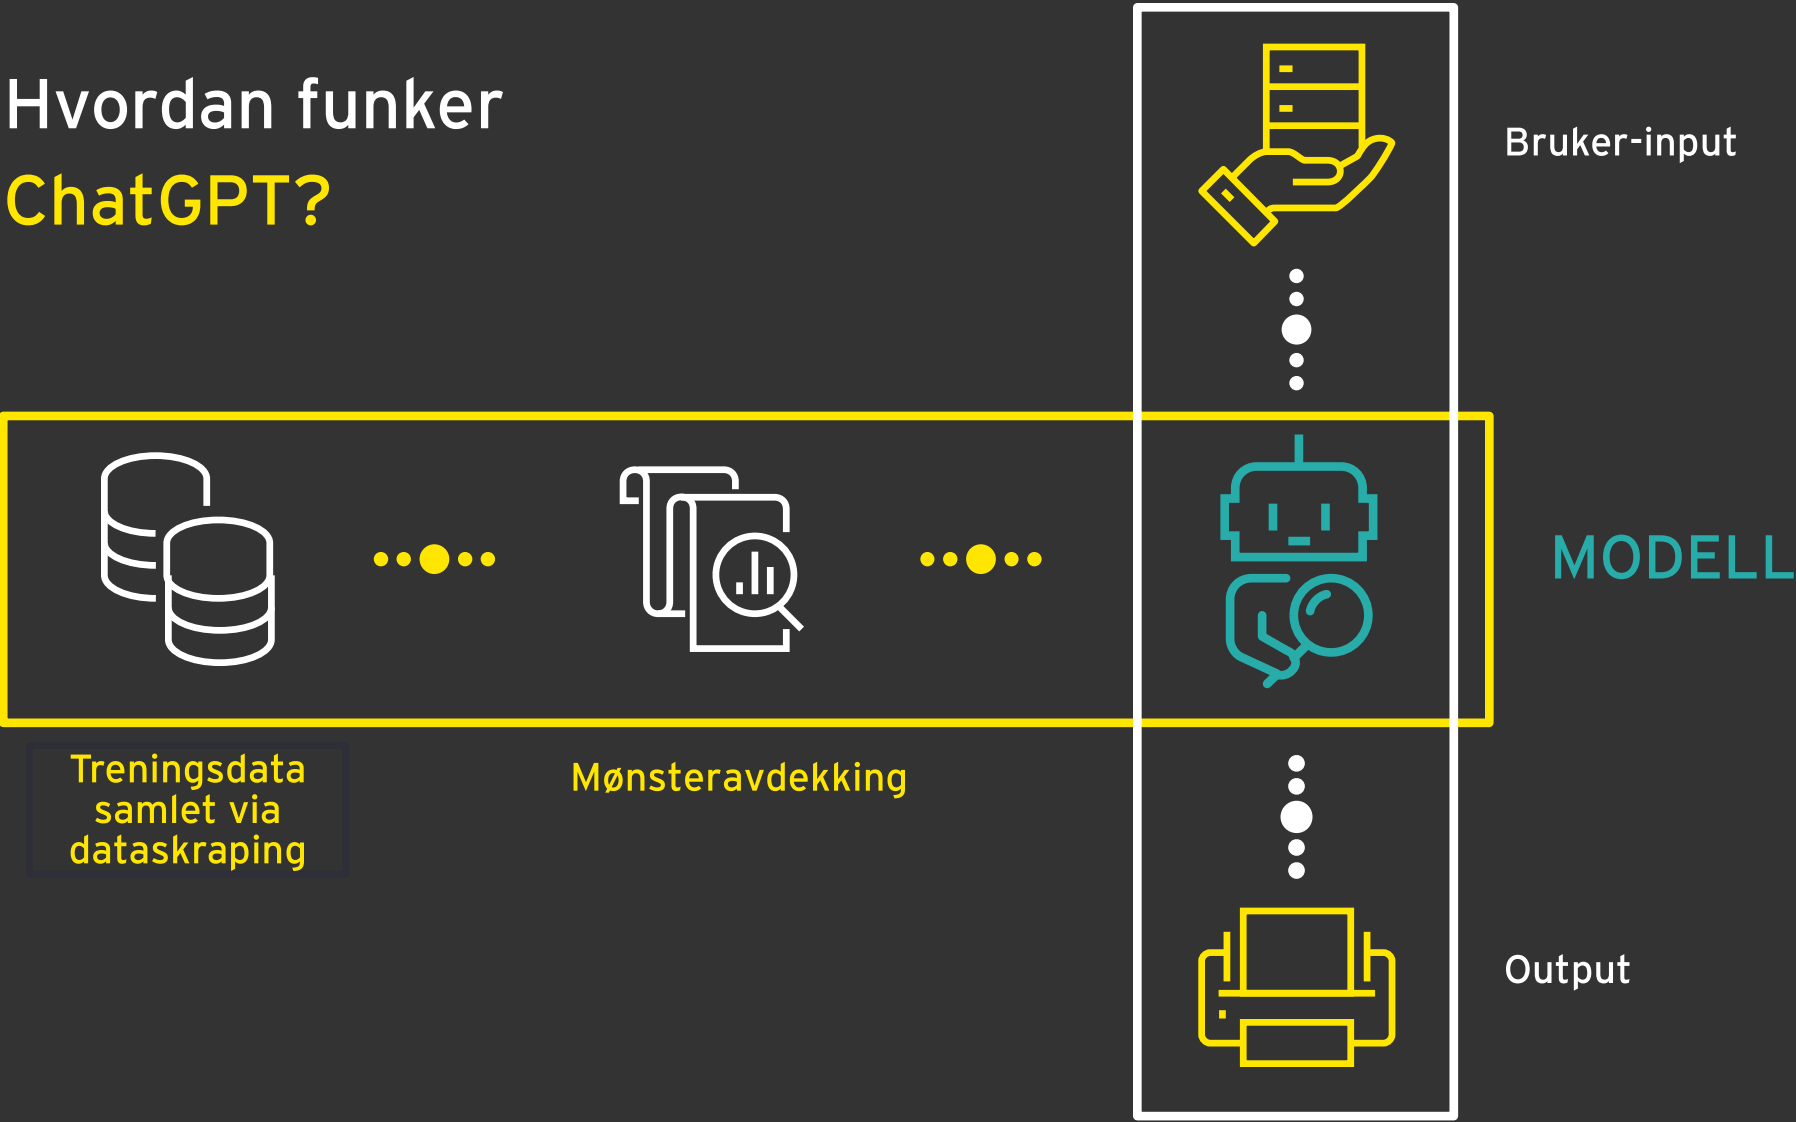 Hvordan funker
ChatGPT?
Bruker-input
MODELL
Treningsdata
samlet via
dataskraping
Mønsteravdekking
Output